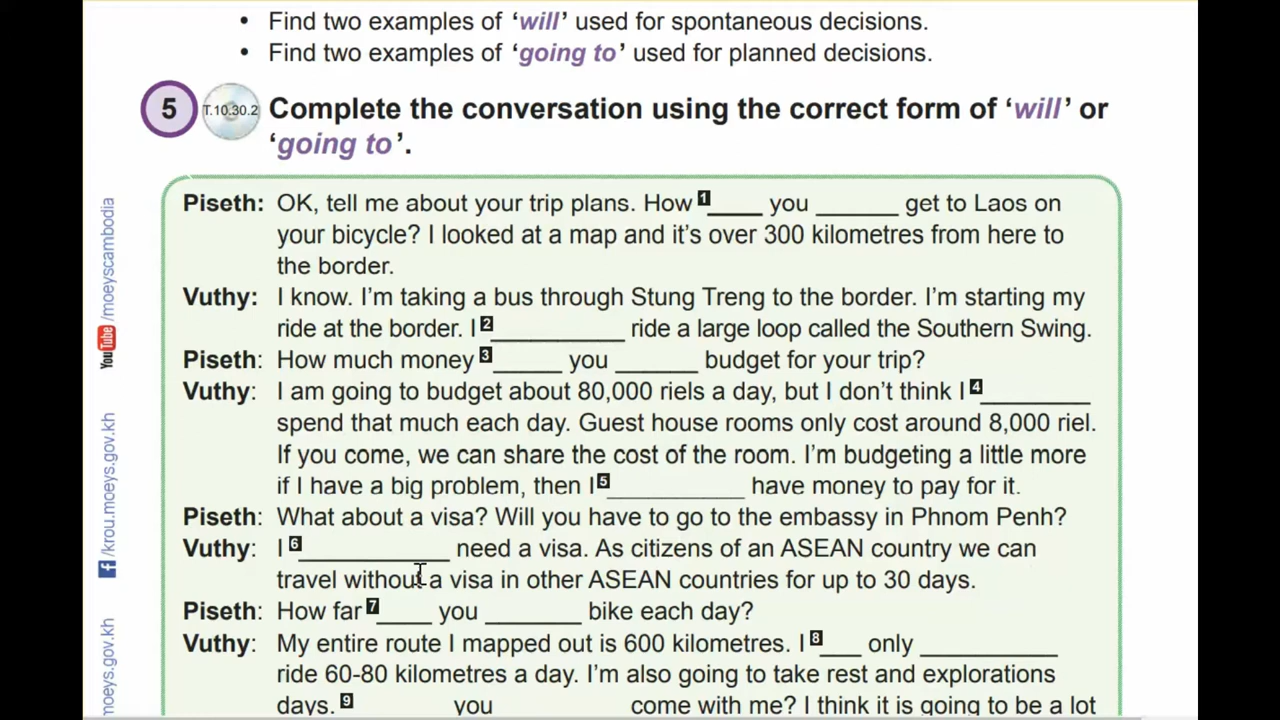 • Find two examples of ‘will’ used for spontaneous decisions.
• Find two examples of ‘going to’ used for planned decisions.
5 T.10.30.2 Complete the conversation using the correct form of ‘will’ or
‘going to’.
Piseth: OK, tell me about your trip plans. How 1____ you ______ get to Laos on
your bicycle? I looked at a map and it’s over 300 kilometres from here to
the border.
Vuthy: I know. I’m taking a bus through Stung Treng to the border. I’m starting my
ride at the border. I 2__________ ride a large loop called the Southern Swing.
Piseth: How much money 3_____ you ______ budget for your trip?
Vuthy: I am going to budget about 80,000 riels a day, but I don’t think I 4________
spend that much each day. Guest house rooms only cost around 8,000 riel.
If you come, we can share the cost of the room. I’m budgeting a little more
if I have a big problem, then I 5__________ have money to pay for it.
Piseth: What about a visa? Will you have to go to the embassy in Phnom Penh?
Vuthy: I 6___________ need a visa. As citizens of an ASEAN country we can
travel without a visa in other ASEAN countries for up to 30 days.
Piseth: How far 7____ you _______ bike each day?
Vuthy: My entire route I mapped out is 600 kilometres. I 8___ only __________
ride 60-80 kilometres a day. I’m also going to take rest and explorations
days. 9_______ you _________ come with me? I think it is going to be a lot
YouTube /moeyscambodia
f /krou.moeys.gov.kh
moeys.gov.kh